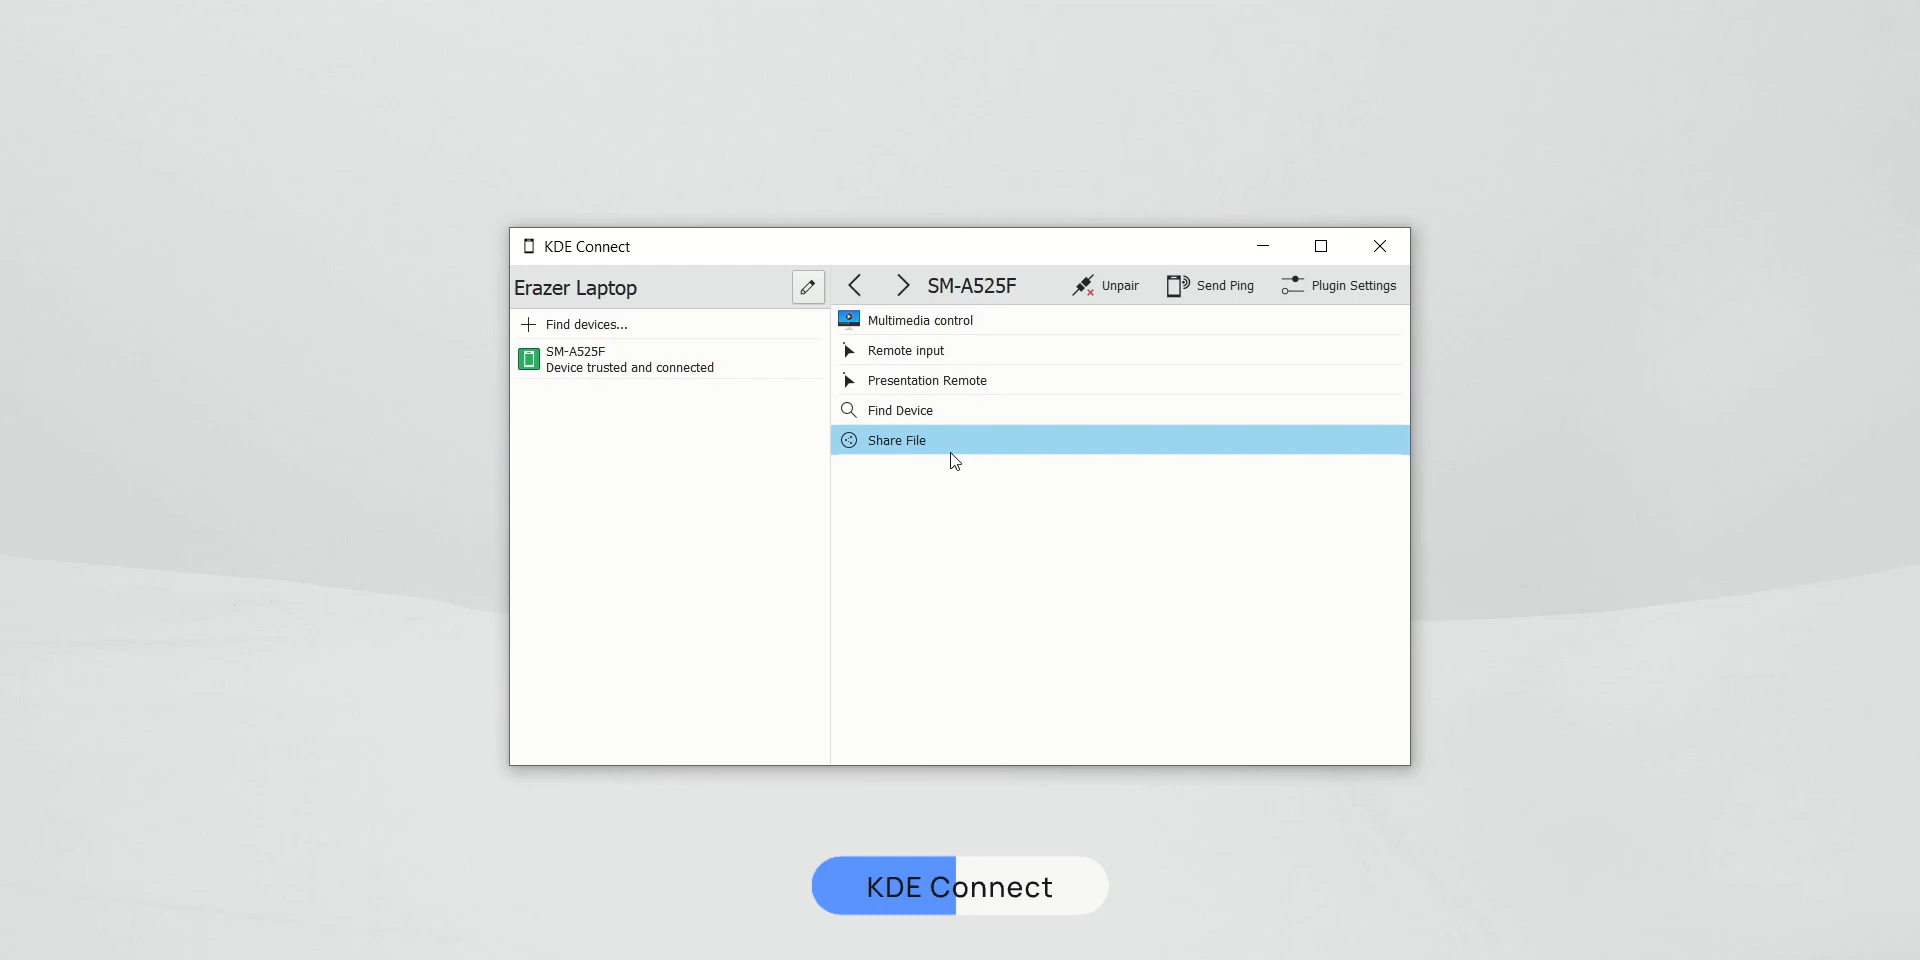 KDE Connect
Erazer Laptop
Find devices...
SM-A525F
Device trusted and connected
SM-A525F
Unpair
Send Ping
Plugin Settings
Multimedia control
Remote input
Presentation Remote
Find Device
Share File
KDE Connect